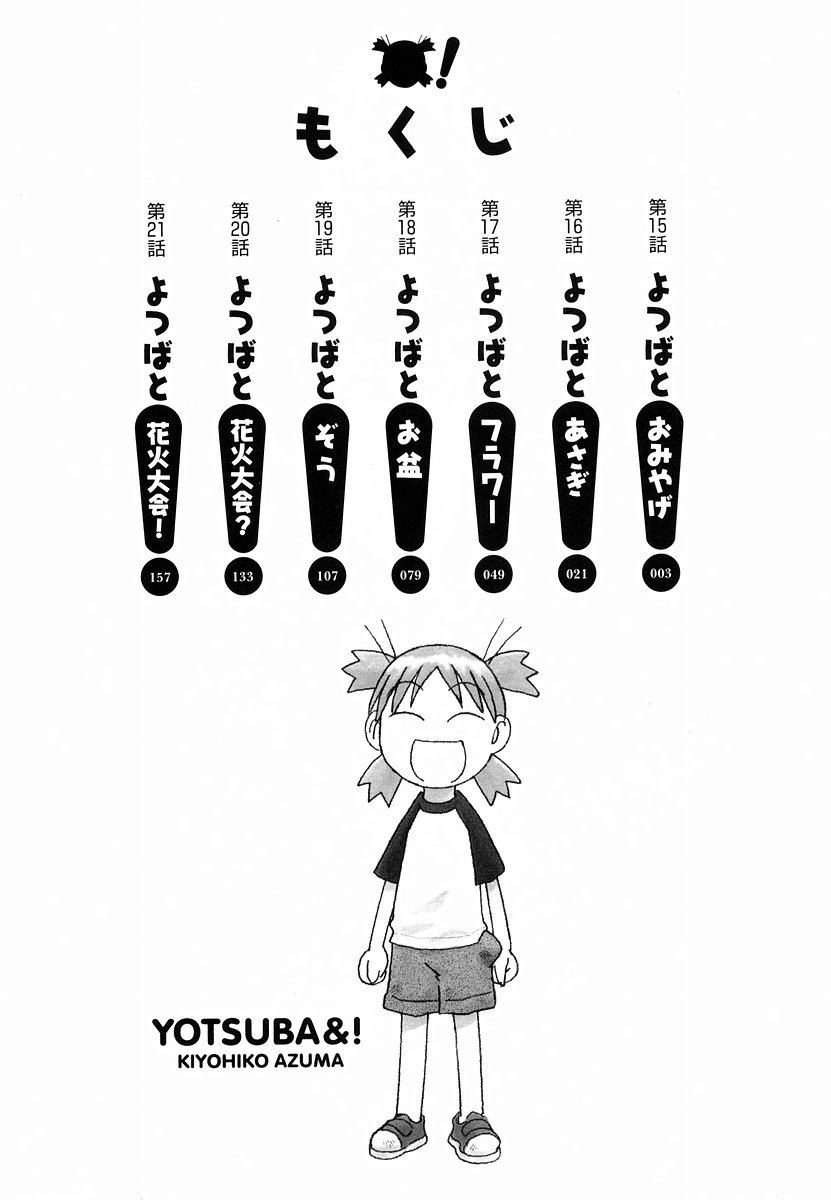 もくじ
第15話 よつばと おみやげ 003
第16話 よつばと あさぎ 021
第17話 よつばと フラワー 049
第18話 よつばと お盆 079
第19話 よつばと ぞう 107
第20話 よつばと 花火大会? 133
第21話 よつばと 花火大会! 157
YOTSUBA&!
KIYOHIKO AZUMA